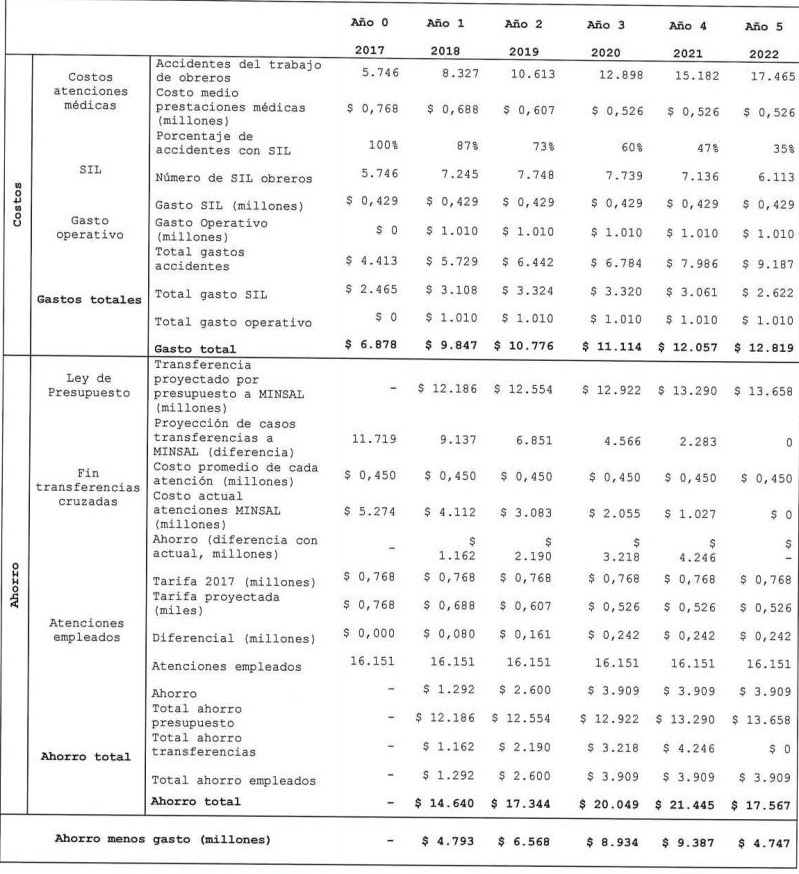 Año 0 Año 1 Año 2 Año 3 Año 4 Año 5
2017 2018 2019 2020 2021 2022
Costos
Costos atenciones médicas
Accidentes del trabajo de obreros 5.746 8.327 10.613 12.898 15.182 17.465
Costo medio prestaciones médicas (millones) $ 0,768 $ 0,688 $ 0,607 $ 0,526 $ 0,526 $ 0,526
SIL
Porcentaje de accidentes con SIL 100% 87% 73% 60% 47% 35%
Número de SIL obreros 5.746 7.245 7.748 7.739 7.136 6.113
Gasto SIL (millones) $ 0,429 $ 0,429 $ 0,429 $ 0,429 $ 0,429 $ 0,429
Gasto operativo
Gasto Operativo (millones) $ 0 $ 1.010 $ 1.010 $ 1.010 $ 1.010 $ 1.010
Gastos totales
Total gastos accidentes $ 4.413 $ 5.729 $ 6.442 $ 6.784 $ 7.986 $ 9.187
Total gasto SIL $ 2.465 $ 3.108 $ 3.324 $ 3.320 $ 3.061 $ 2.622
Total gasto operativo $ 0 $ 1.010 $ 1.010 $ 1.010 $ 1.010 $ 1.010
Gasto total $ 6.878 $ 9.847 $ 10.776 $ 11.114 $ 12.057 $ 12.819
Ahorro
Ley de Presupuesto
Transferencia proyectado por presupuesto a MINSAL (millones) – $ 12.186 $ 12.554 $ 12.922 $ 13.290 $ 13.658
Fin transferencias cruzadas
Proyección de casos transferencias a MINSAL (diferencia) 11.719 9.137 6.851 4.566 2.283 0
Costo promedio de cada atención (millones) $ 0,450 $ 0,450 $ 0,450 $ 0,450 $ 0,450 $ 0,450
Costo actual atenciones MINSAL (millones) $ 5.274 $ 4.112 $ 3.083 $ 2.055 $ 1.027 $ 0
Ahorro (diferencia con actual, millones) – $ 1.162 $ 2.190 $ 3.218 $ 4.246 $ –
Atenciones empleados
Tarifa 2017 (millones) $ 0,768 $ 0,768 $ 0,768 $ 0,768 $ 0,768 $ 0,768
Tarifa proyectada (miles) $ 0,768 $ 0,688 $ 0,607 $ 0,526 $ 0,526 $ 0,526
Diferencial (millones) $ 0,000 $ 0,080 $ 0,161 $ 0,242 $ 0,242 $ 0,242
Atenciones empleados 16.151 16.151 16.151 16.151 16.151 16.151
Ahorro – $ 1.292 $ 2.600 $ 3.909 $ 3.909 $ 3.909
Ahorro total
Total ahorro presupuesto – $ 12.186 $ 12.554 $ 12.922 $ 13.290 $ 13.658
Total ahorro transferencias – $ 1.162 $ 2.190 $ 3.218 $ 4.246 $ 0
Total ahorro empleados – $ 1.292 $ 2.600 $ 3.909 $ 3.909 $ 3.909
Ahorro total – $ 14.640 $ 17.344 $ 20.049 $ 21.445 $ 17.567
Ahorro menos gasto (millones) – $ 4.793 $ 6.568 $ 8.934 $ 9.387 $ 4.747